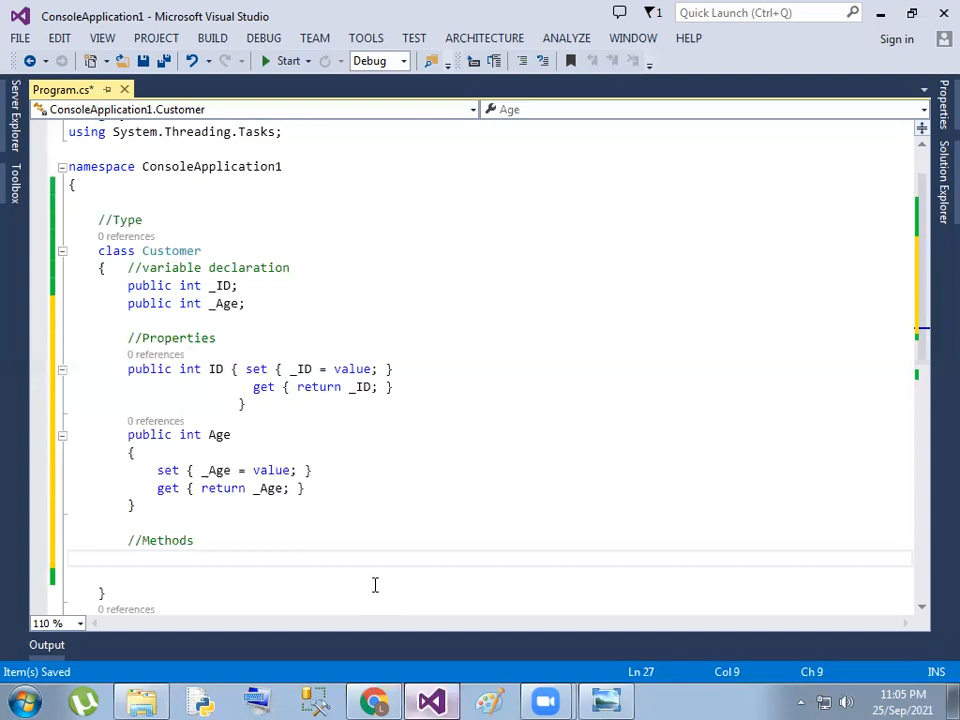 ConsoleApplication1 - Microsoft Visual Studio
1
Quick Launch (Ctrl+Q)
FILE EDIT VIEW PROJECT BUILD DEBUG TEAM TOOLS TEST ARCHITECTURE ANALYZE WINDOW HELP
Sign in
Start Debug
Program.cs*
ConsoleApplication1.Customer
Age
Server Explorer
Toolbox
Properties
Solution Explorer
using System.Threading.Tasks;
namespace ConsoleApplication1
{
//Type
0 references
class Customer
{ //variable declaration
public int _ID;
public int _Age;
//Properties
0 references
public int ID { set { _ID = value; }
get { return _ID; }
}
0 references
public int Age
{
set { _Age = value; }
get { return _Age; }
}
//Methods
}
0 references
110 %
Output
Item(s) Saved
Ln 27 Col 9 Ch 9 INS
11:05 PM
25/Sep/2021